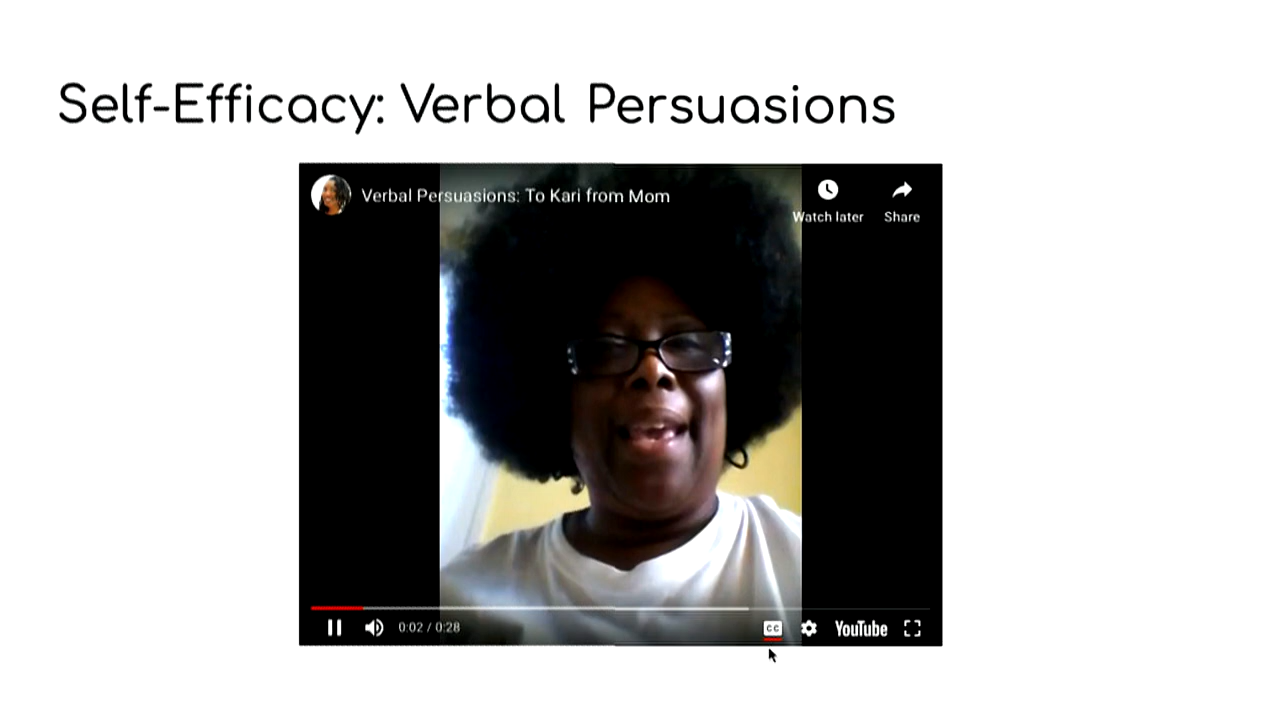 Self-Efficacy: Verbal Persuasions
Verbal Persuasions: To Kari from Mom
Watch later
Share
0:02 / 0:28
CC
YouTube